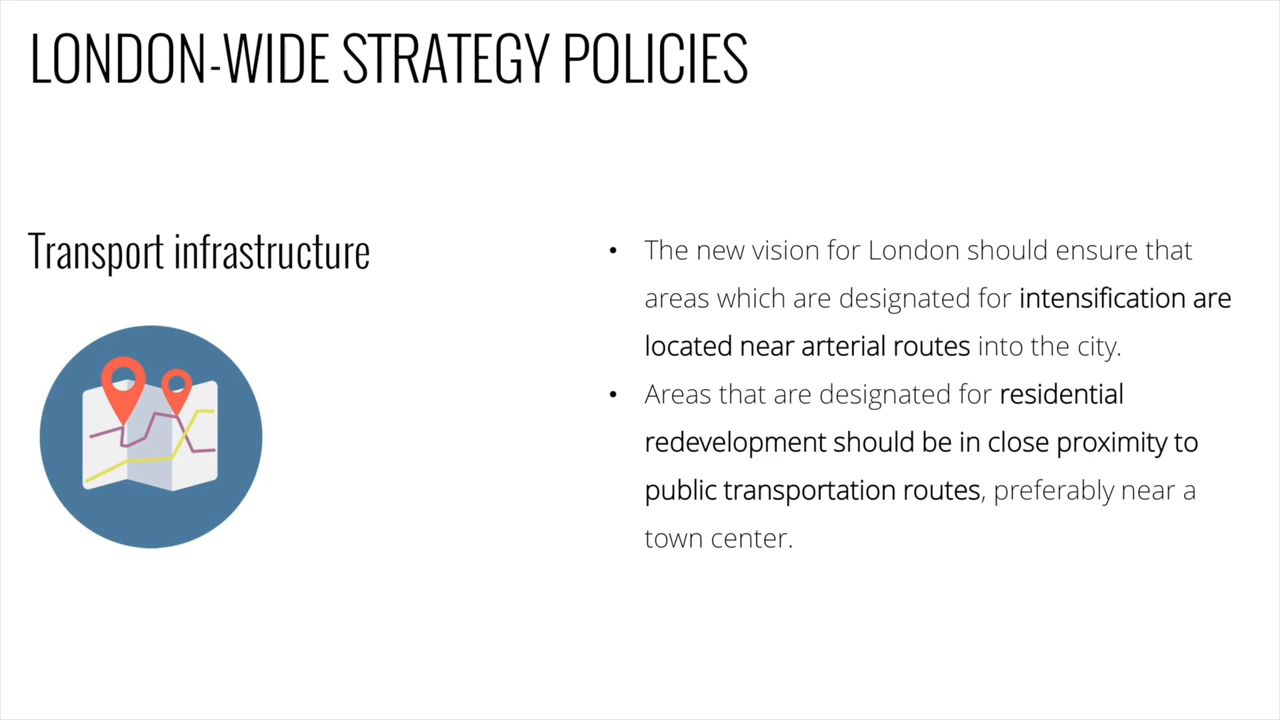 LONDON-WIDE STRATEGY POLICIES
Transport infrastructure
• The new vision for London should ensure that
areas which are designated for intensification are
located near arterial routes into the city.
• Areas that are designated for residential
redevelopment should be in close proximity to
public transportation routes, preferably near a
town center.